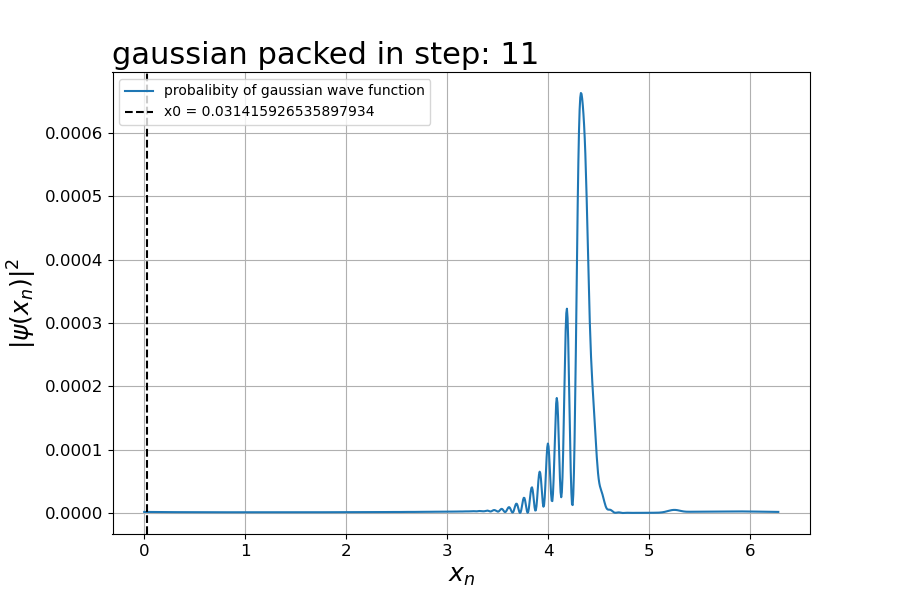 gaussian packed in step: 11
probalibity of gaussian wave function
x0 = 0.031415926535897934
0.0006
0.0005
0.0004
0.0003
0.0002
0.0001
0.0000
|ψ(xₙ)|²
0 1 2 3 4 5 6
xₙ